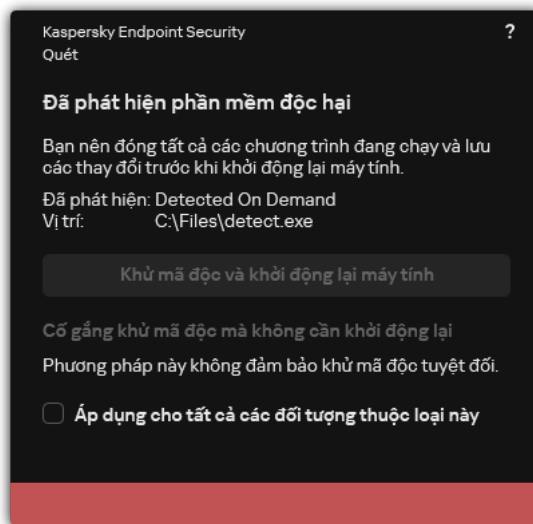 Kaspersky Endpoint Security ?
Quét
Đã phát hiện phần mềm độc hại
Bạn nên đóng tất cả các chương trình đang chạy và lưu
các thay đổi trước khi khởi động lại máy tính.
Đã phát hiện: Detected On Demand
Vị trí: C:\Files\detect.exe
Khử mã độc và khởi động lại máy tính
Cố gắng khử mã độc mà không cần khởi động lại
Phương pháp này không đảm bảo khử mã độc tuyệt đối.
Áp dụng cho tất cả các đối tượng thuộc loại này